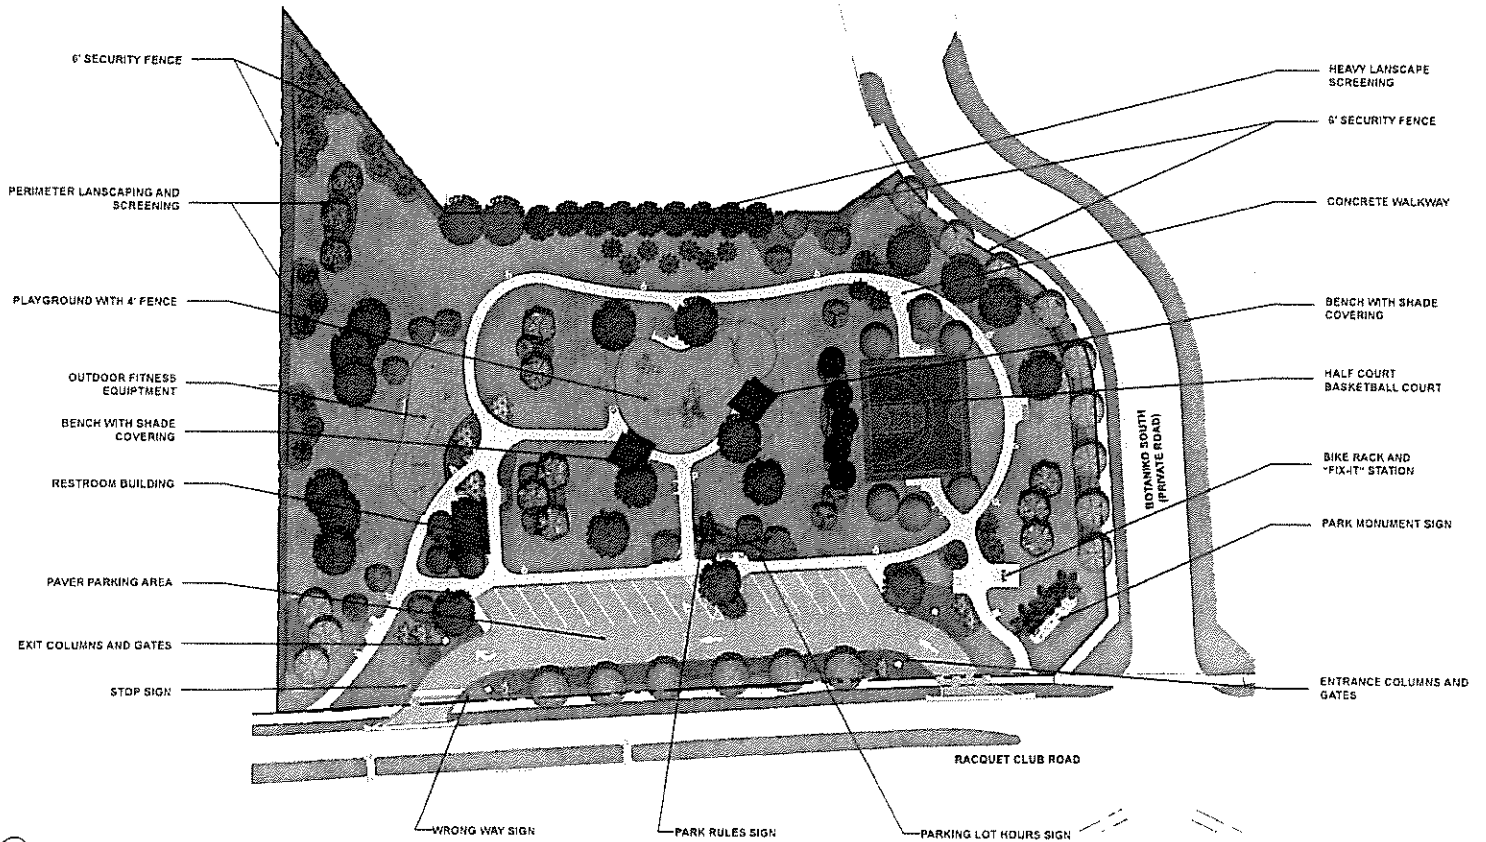 6' SECURITY FENCE
PERIMETER LANSCAPING AND
SCREENING
PLAYGROUND WITH 4' FENCE
OUTDOOR FITNESS
EQUIPTMENT
BENCH WITH SHADE
COVERING
RESTROOM BUILDING
PAVER PARKING AREA
EXIT COLUMNS AND GATES
STOP SIGN
HEAVY LANSCAPE
SCREENING
6' SECURITY FENCE
CONCRETE WALKWAY
BENCH WITH SHADE
COVERING
HALF COURT
BASKETBALL COURT
BIKE RACK AND
"FIX-IT" STATION
PARK MONUMENT SIGN
ENTRANCE COLUMNS AND
GATES
BOTANIKO SOUTH
(PRIVATE ROAD)
RACQUET CLUB ROAD
WRONG WAY SIGN
PARK RULES SIGN
PARKING LOT HOURS SIGN